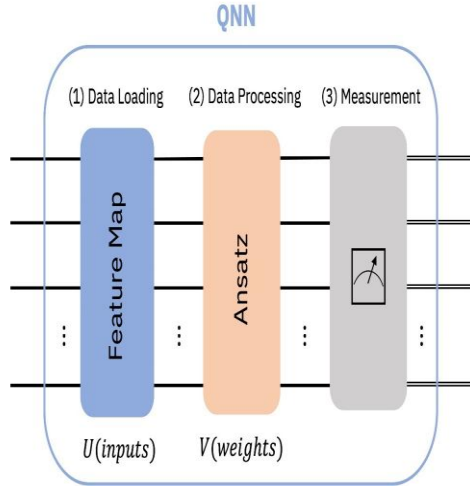 QNN
(1) Data Loading
(2) Data Processing
(3) Measurement
Feature Map
Ansatz
U(inputs)
V(weights)